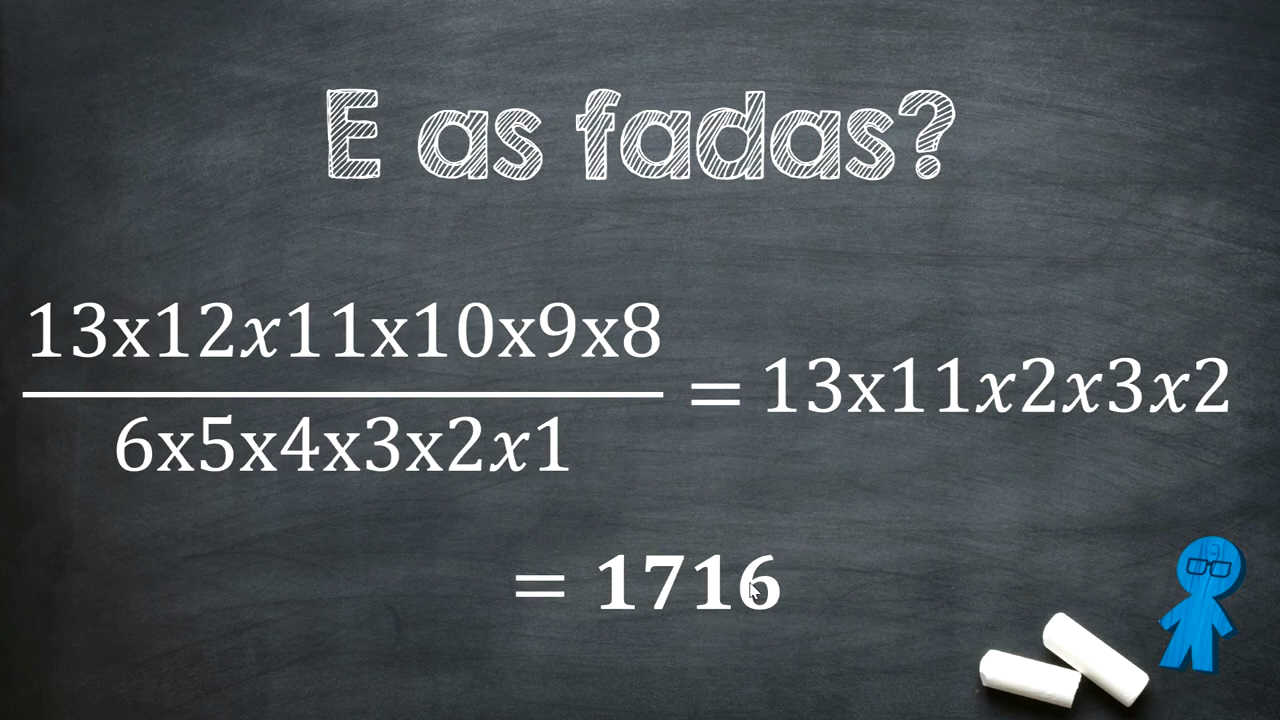 E as fadas?
13x12x11x10x9x8
6x5x4x3x2x1
= 13x11x2x3x2
= 1716